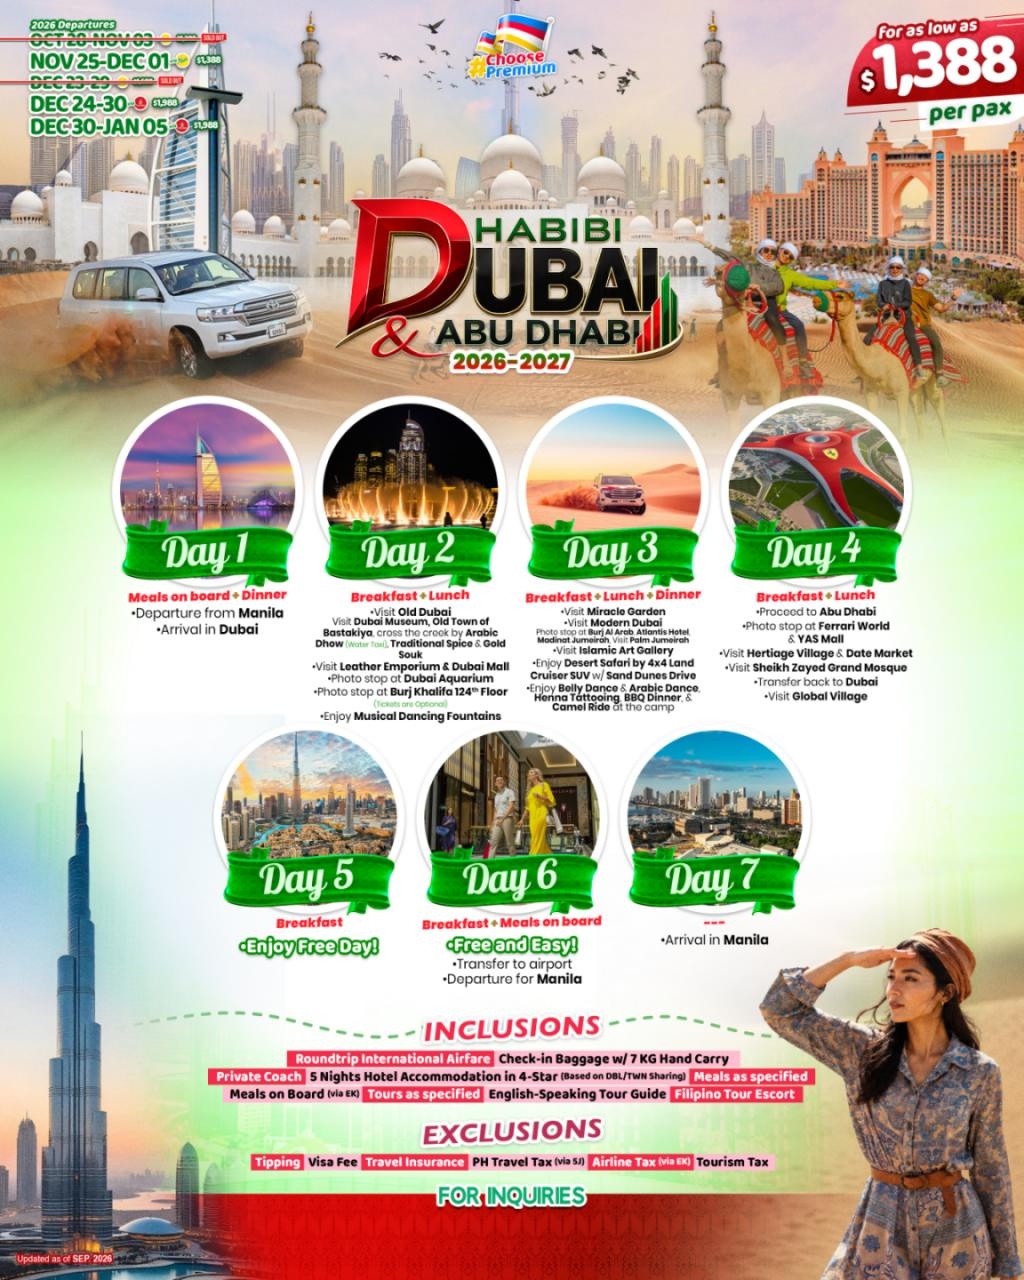 2026 Departures
OCT 28-NOV 03 SOLD OUT
NOV 25-DEC 01 $1,388
DEC 23-29 SOLD OUT
DEC 24-30 $1,988
DEC 30-JAN 05 $1,988
#Choose
Premium
for as low as
$1,388
per pax
HABIBI
DUBAI
& ABU DHABI
2026-2027
Day 1
Meals on board + Dinner
•Departure from Manila
•Arrival in Dubai
Day 2
Breakfast + Lunch
•Visit Old Dubai
Visit Dubai Museum, Old Town of
Bastakiya, cross the creek by Arabic
Dhow (Water Taxi), Traditional Spice & Gold
Souk
•Visit Leather Emporium & Dubai Mall
•Photo stop at Dubai Aquarium
•Photo stop at Burj Khalifa 124th Floor
(Tickets are Optional)
•Enjoy Musical Dancing Fountains
Day 3
Breakfast + Lunch + Dinner
•Visit Miracle Garden
•Visit Modern Dubai
Photo stop at Burj Al Arab, Atlantis Hotel,
Madinat Jumeirah, Visit Palm Jumeirah
•Visit Islamic Art Gallery
•Enjoy Desert Safari by 4x4 Land
Cruiser SUV w/ Sand Dunes Drive
•Enjoy Belly Dance & Arabic Dance,
Henna Tattooing, BBQ Dinner, &
Camel Ride at the camp
Day 4
Breakfast + Lunch
•Proceed to Abu Dhabi
•Photo stop at Ferrari World
& YAS Mall
•Visit Hertiage Village & Date Market
•Visit Sheikh Zayed Grand Mosque
•Transfer back to Dubai
•Visit Global Village
Day 5
Breakfast
•Enjoy Free Day!
Day 6
Breakfast + Meals on board
•Free and Easy!
•Transfer to airport
•Departure for Manila
Day 7
---
•Arrival in Manila
INCLUSIONS
Roundtrip International Airfare Check-in Baggage w/ 7 KG Hand Carry
Private Coach 5 Nights Hotel Accommodation in 4-Star (Based on DBL/TWN Sharing) Meals as specified
Meals on Board (via EK) Tours as specified English-Speaking Tour Guide Filipino Tour Escort
EXCLUSIONS
Tipping Visa Fee Travel Insurance PH Travel Tax (via 5J) Airline Tax (via EK) Tourism Tax
FOR INQUIRIES
Updated as of SEP. 2026